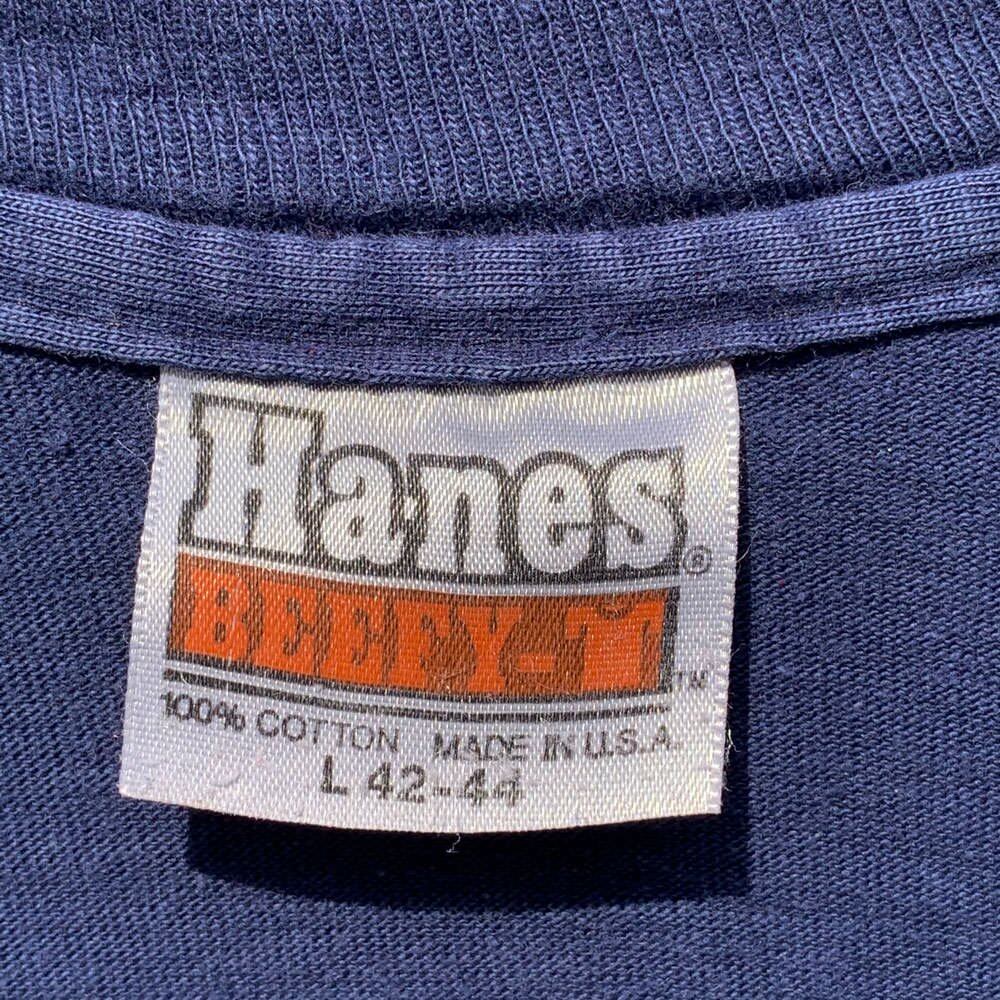 Hanes®
BEEFY-T™
100% COTTON MADE IN U.S.A.
L 42-44